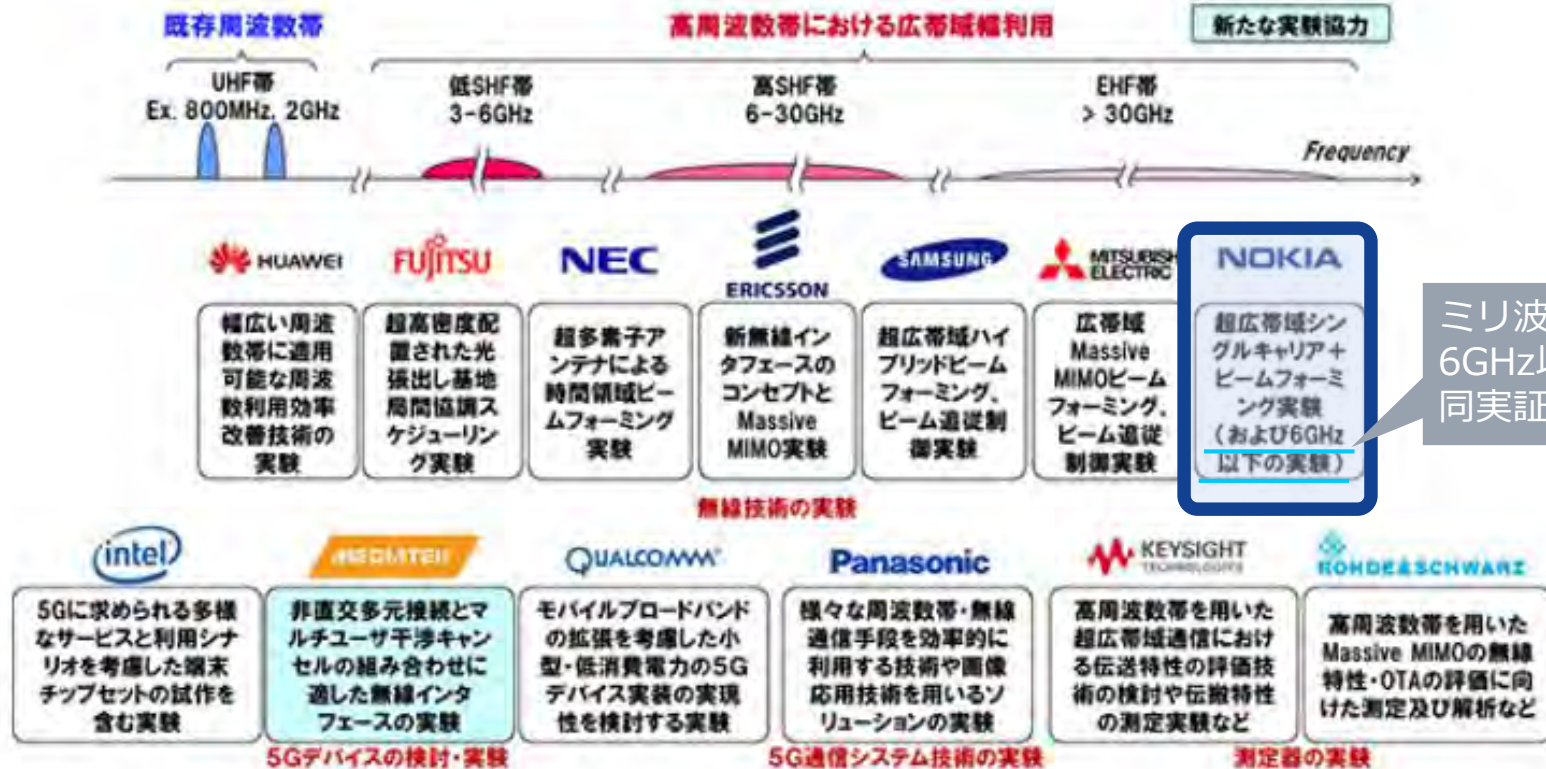 既存周波数帯
高周波数帯における広帯域幅利用
新たな実験協力
UHF帯
Ex. 800MHz, 2GHz
低SHF帯
3-6GHz
高SHF帯
6-30GHz
EHF帯
> 30GHz
Frequency
HUAWEI
幅広い周波
数帯に適用
可能な周波
数利用効率
改善技術の
実験
FUJITSU
超高密度配
置された光
張出し基地
局間協調ス
ケジューリン
グ実験
NEC
超多素子ア
ンテナによる
時間領域ビー
ムフォーミング
実験
ERICSSON
新無線イン
タフェースの
コンセプトと
Massive
MIMO実験
SAMSUNG
超広帯域ハイ
ブリッドビーム
フォーミング、
ビーム追従制
御実験
MITSUBISH
ELECTRIC
広帯域
Massive
MIMOビーム
フォーミング、
ビーム追従
制御実験
NOKIA
超広帯域シン
グルキャリア＋
ビームフォーミ
ング実験
（および6GHz
以下の実験）
ミリ波
6GHz以
同実証
無線技術の実験
intel
5Gに求められる多様
なサービスと利用シナ
リオを考慮した端末
チップセットの試作を
含む実験
MEDIATEK
非直交多元接続とマ
ルチユーザ干渉キャン
セルの組み合わせに
適した無線インタ
フェースの実験
QUALCOMM
モバイルブロードバンド
の拡張を考慮した小
型・低消費電力の5G
デバイス実装の実現
性を検討する実験
Panasonic
様々な周波数帯・無線
通信手段を効率的に
利用する技術や画像
応用技術を用いるソ
リューションの実験
KEYSIGHT
TECHNOLOGIES
高周波数帯を用いた
超広帯域通信におけ
る伝送特性の評価技
術の検討や伝搬特性
の測定実験など
ROHDE&SCHWARZ
高周波数帯を用いた
Massive MIMOの無線
特性・OTAの評価に向
けた測定及び解析など
5Gデバイスの検討・実験
5G通信システム技術の実験
測定器の実験